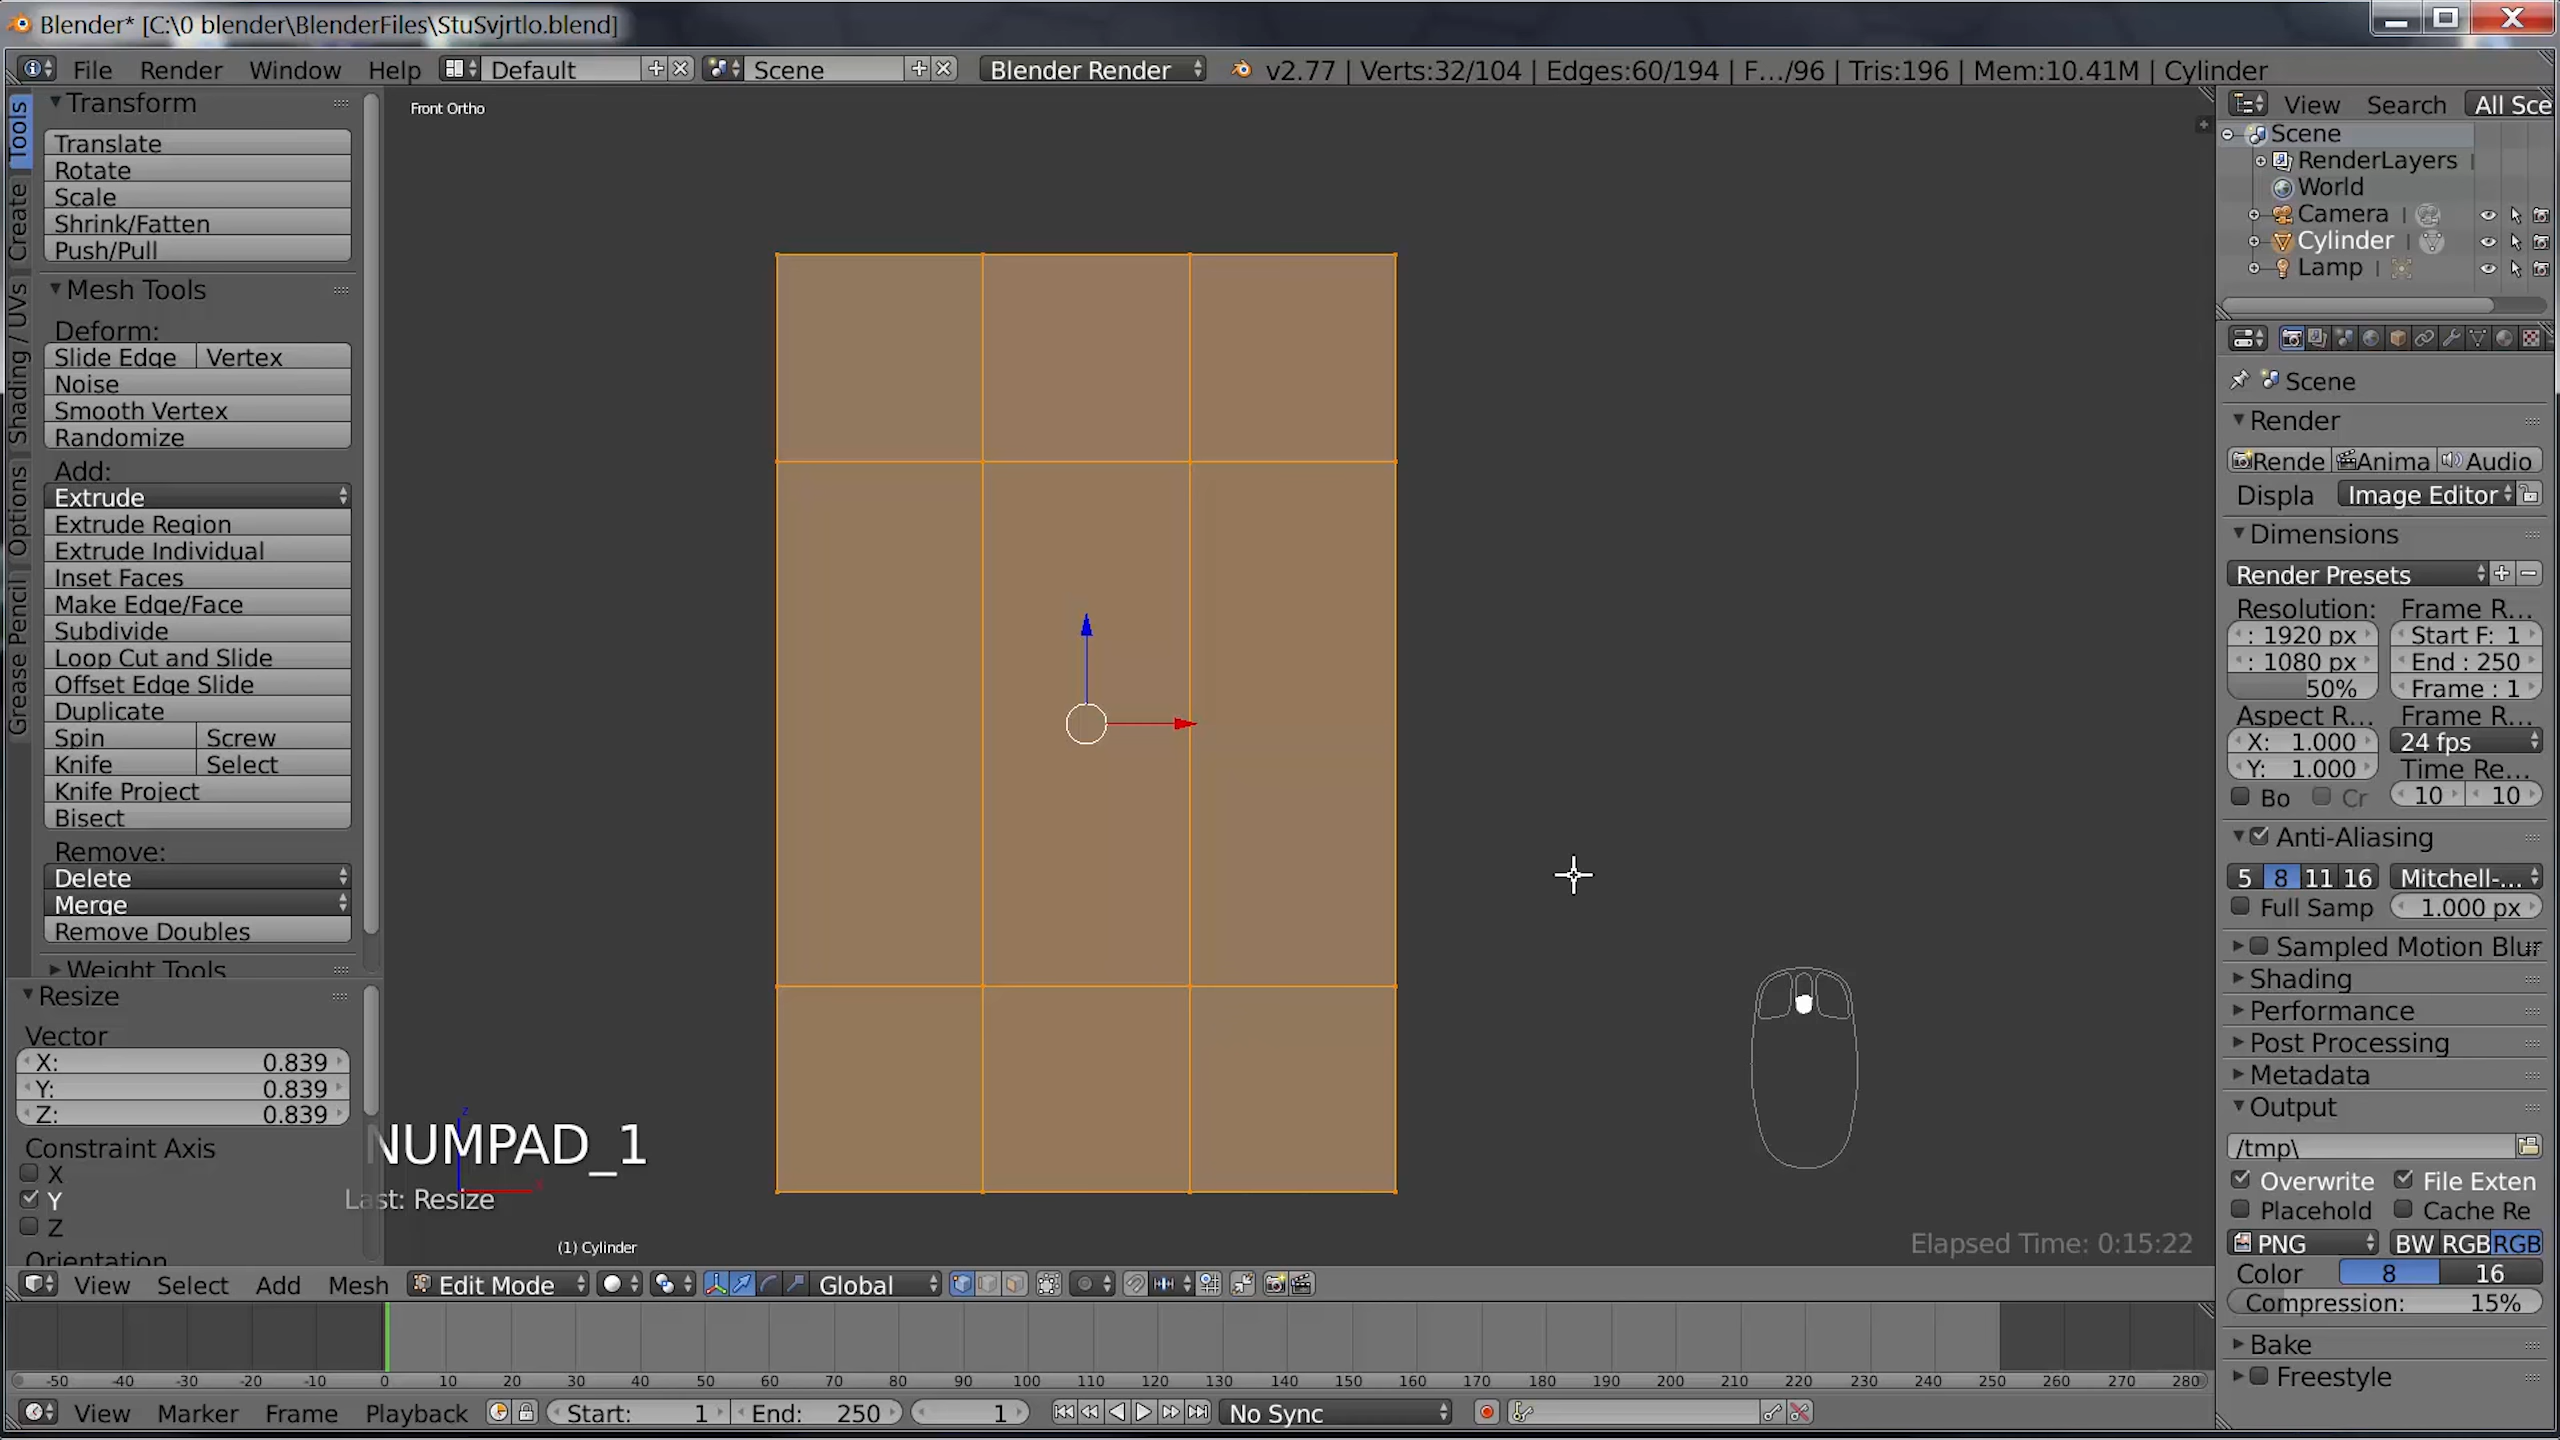 Blender* [C:\0 blender\BlenderFiles\StuSvjrtlo.blend]
File Render Window Help Default Scene Blender Render v2.77 | Verts:32/104 | Edges:60/194 | F.../96 | Tris:196 | Mem:10.41M | Cylinder
Tools
Create
Shading / UVs
Options
Grease Pencil
Transform
Translate
Rotate
Scale
Shrink/Fatten
Push/Pull
Mesh Tools
Deform:
Slide Edge Vertex
Noise
Smooth Vertex
Randomize
Add:
Extrude
Extrude Region
Extrude Individual
Inset Faces
Make Edge/Face
Subdivide
Loop Cut and Slide
Offset Edge Slide
Duplicate
Spin Screw
Knife Select
Knife Project
Bisect
Remove:
Delete
Merge
Remove Doubles
Weight Tools
Resize
Vector
X: 0.839
Y: 0.839
Z: 0.839
Constraint Axis
X
Y
Z
Orientation
Front Ortho
z
NUMPAD_1
Last: Resize
(1) Cylinder
Elapsed Time: 0:15:22
View Select Add Mesh Edit Mode Global
-50 -40 -30 -20 -10 0 10 20 30 40 50 60 70 80 90 100 110 120 130 140 150 160 170 180 190 200 210 220 230 240 250 260 270 280
View Marker Frame Playback Start: 1 End: 250 1 No Sync
View Search All Sce
Scene
RenderLayers
World
Camera
Cylinder
Lamp
Scene
Render
Rende Anima Audio
Displa Image Editor
Dimensions
Render Presets
Resolution: Frame R...
: 1920 px Start F: 1
: 1080 px End : 250
50% Frame : 1
Aspect R... Frame R...
X: 1.000 24 fps
Y: 1.000 Time Re...
Bo Cr 10 10
Anti-Aliasing
5 8 11 16 Mitchell-...
Full Samp 1.000 px
Sampled Motion Blur
Shading
Performance
Post Processing
Metadata
Output
/tmp\
Overwrite File Exten
Placehold Cache Re
PNG BW RGB RGB
Color 8 16
Compression: 15%
Bake
Freestyle